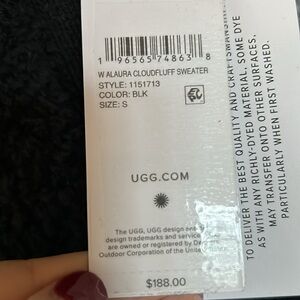 1 96565 74863 8
W ALAURA CLOUDFLUFF SWEATER
STYLE: 1151713
COLOR: BLK
SIZE: S
UGG.COM
The UGG, UGG design and
design trademarks and service
are owned or registered by De
Outdoor Corporation of the United
$188.00
TO DELIVER THE BEST QUALITY AND CRAFTSMANSH
AS WITH ANY RICHLY-DYED MATERIAL, SOME DYE
MAY TRANSFER ONTO OTHER SURFACES,
PARTICULARLY WHEN FIRST WASHED.